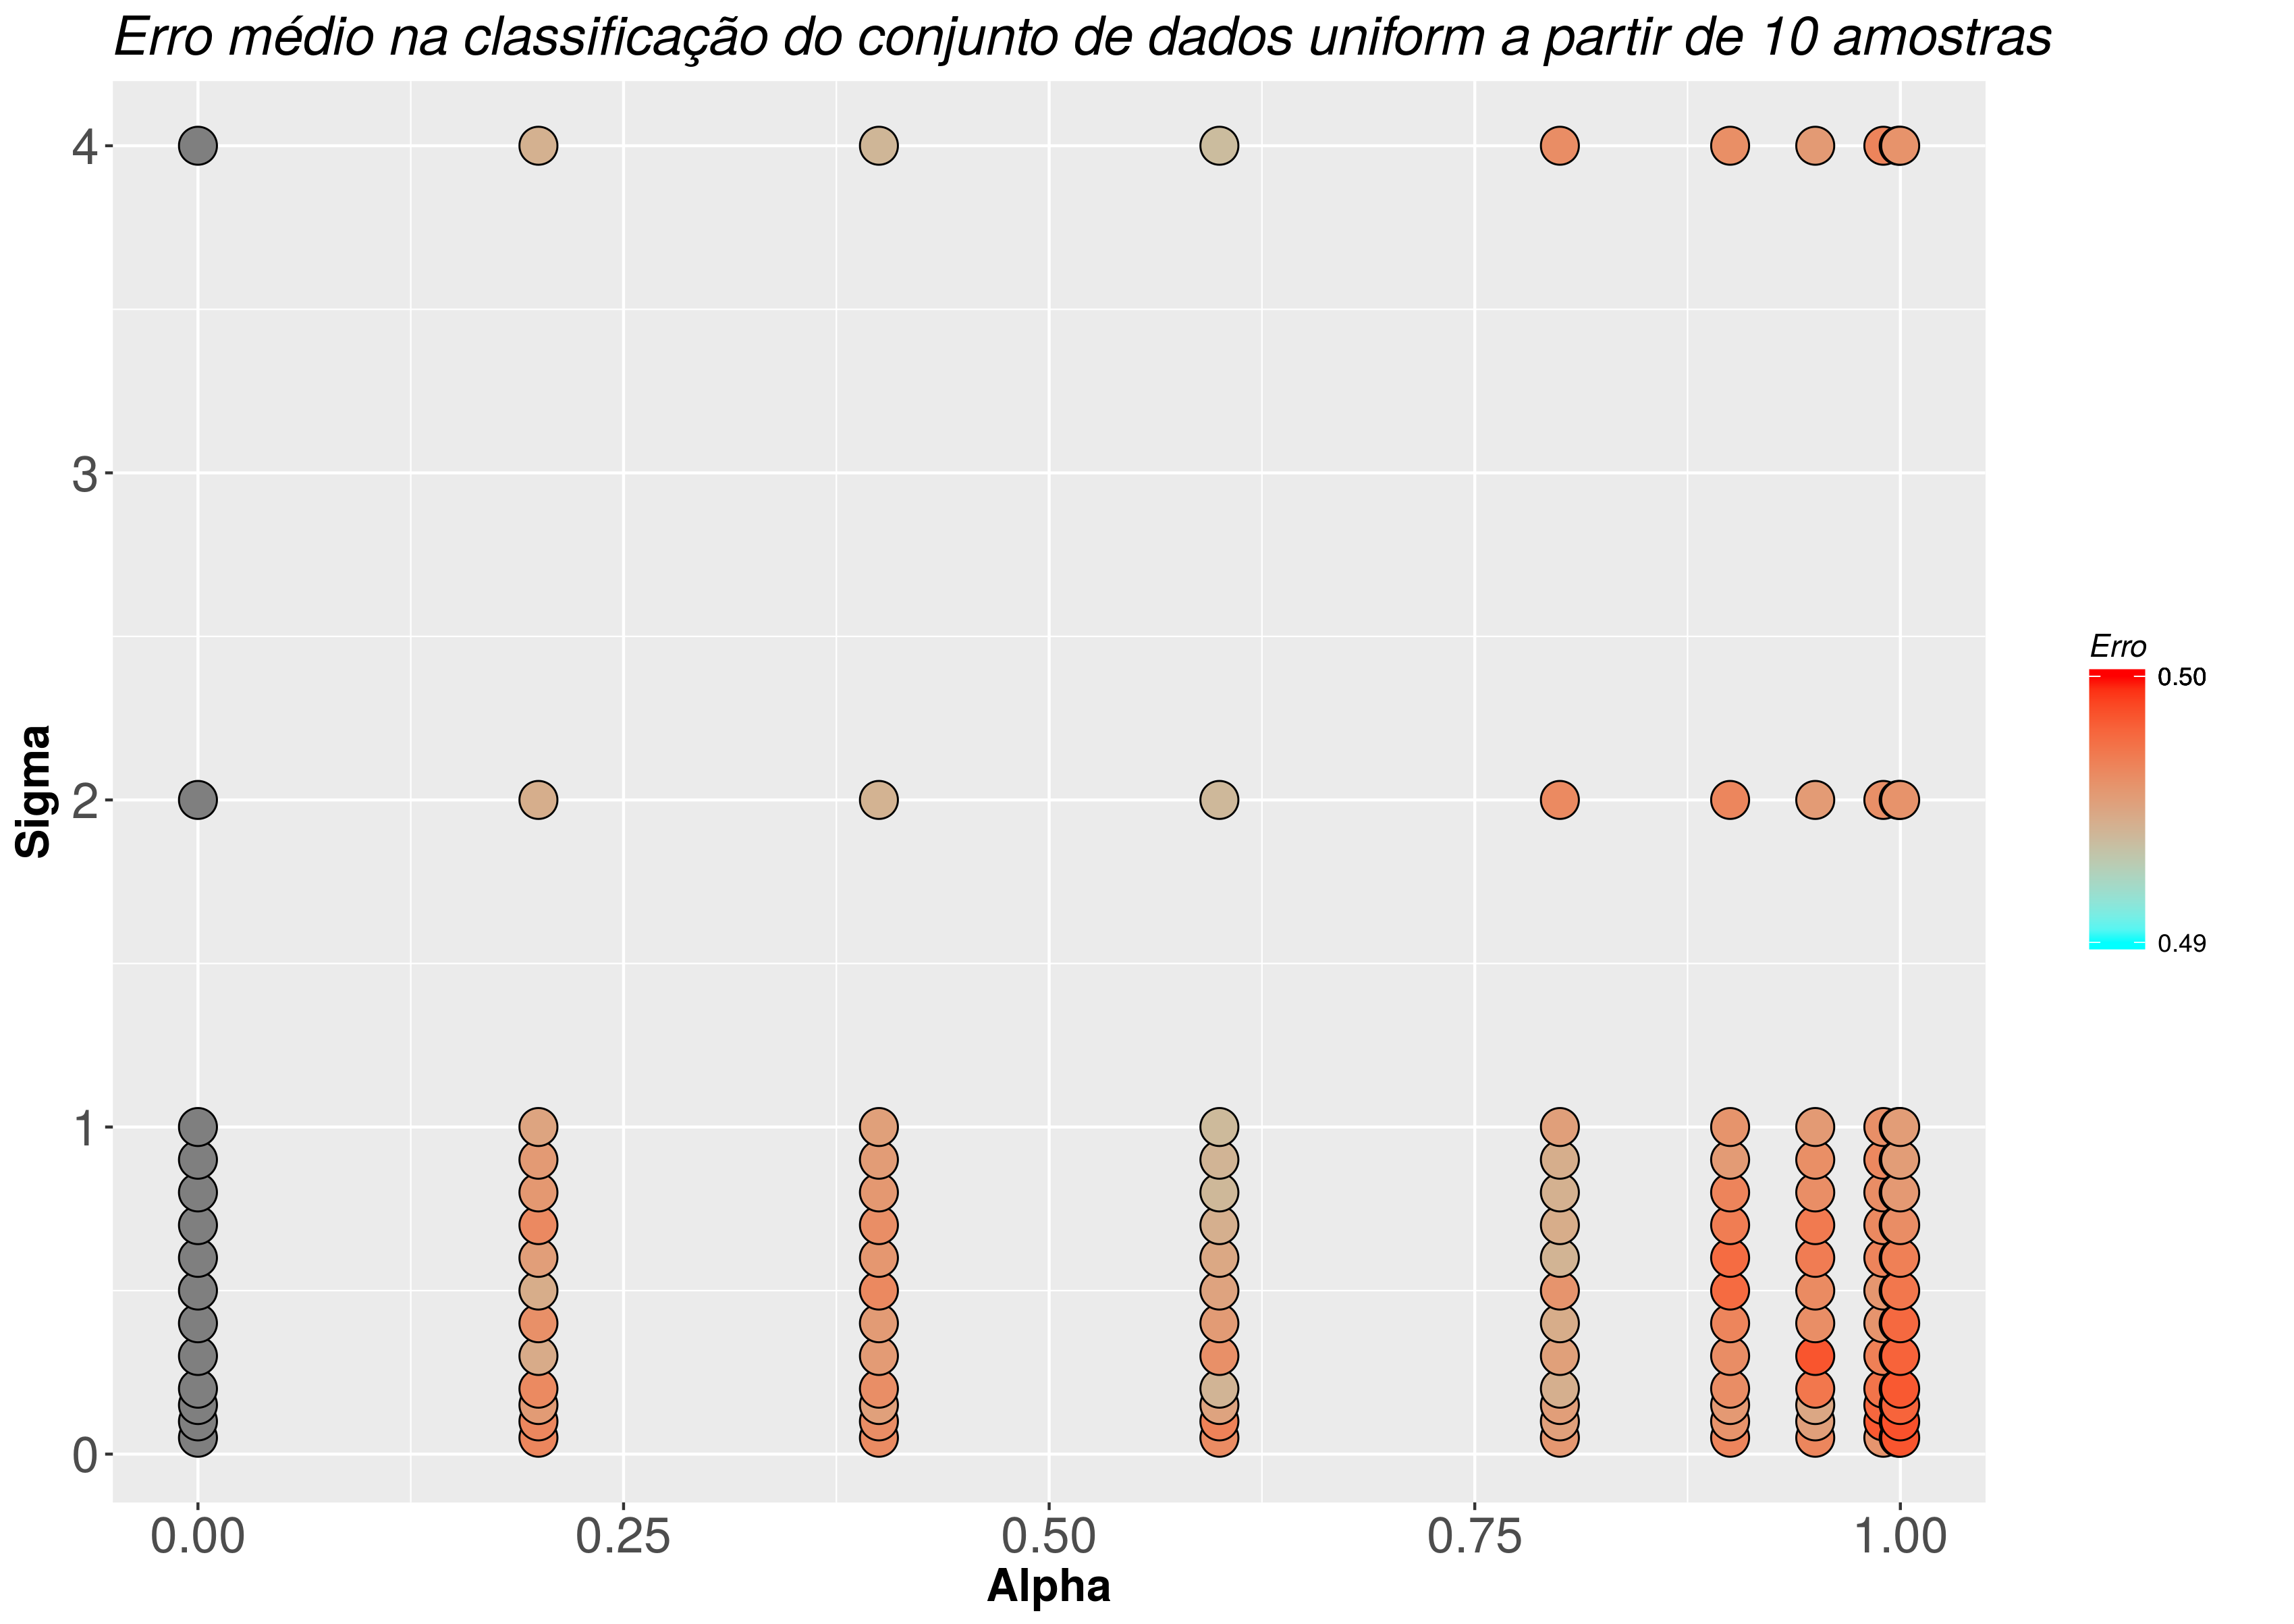 Erro médio na classificação do conjunto de dados uniform a partir de 10 amostras
4
3
2
1
0
Sigma
0.00 0.25 0.50 0.75 1.00
Alpha
Erro
0.50
0.49